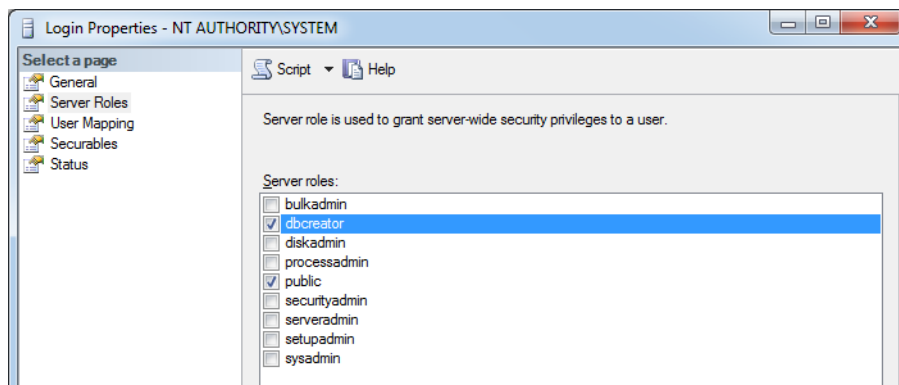 Login Properties - NT AUTHORITY\SYSTEM
Select a page
General
Server Roles
User Mapping
Securables
Status
Script
Help
Server role is used to grant server-wide security privileges to a user.
Server roles:
bulkadmin
dbcreator
diskadmin
processadmin
public
securityadmin
serveradmin
setupadmin
sysadmin